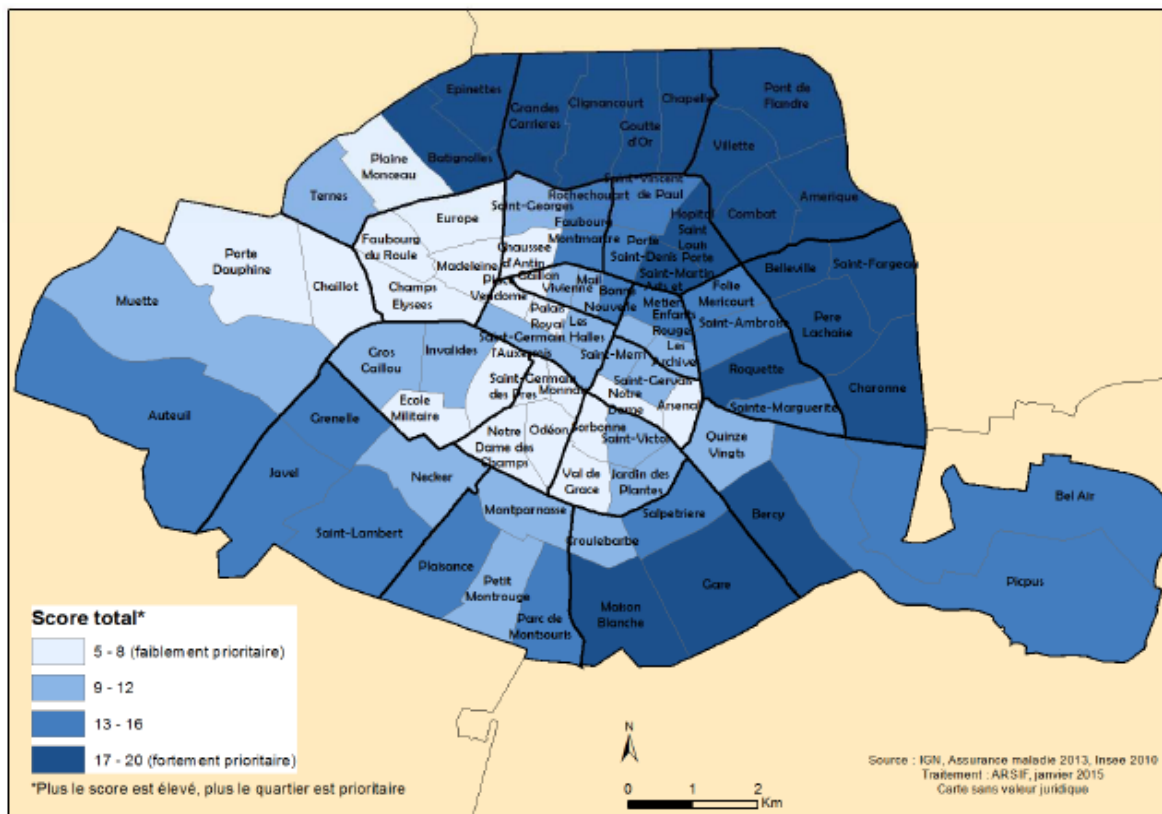 Epinettes
Grandes
Carrieres
Clignancourt
Chapelle
Goutte
d'Or
Pont de
Flandre
Villette
Plaine
Monceau
Batignolles
Ternes
Saint-Vincent
de Paul
Rochechouart
Saint-Georges
Amerique
Combat
Europe
Faubourg
Montmartre
Hopital
Saint
Louis
Faubourg
du Roule
Chaussee
d'Antin
Porte
Saint-Denis
Porte
Saint-Martin
Porte
Dauphine
Madeleine
Belleville
Saint-Fargeau
Gaillon
Vivienne
Mail
Bonne
Nouvelle
Arts et
Metier
Folie
Mericourt
Chaillot
Champs
Elysees
Place
Vendome
Muette
Palais
Royal
Les
Halles
Enfants
Rouge
Saint-Ambroise
Pere
Lachaise
Gros
Caillou
Invalides
Saint-Germain
l'Auxerrois
Saint-Merri
Les
Archive
Roquette
Charonne
Saint-Germain
des Pres
Monnai
Saint-Gervais
Notre
Dame
Arsenal
Sainte-Marguerite
Auteuil
Grenelle
Ecole
Militaire
Notre
Dame des
Champs
Odéon
Sorbonne
Saint-Victor
Quinze
Vingts
Javel
Necker
Val de
Grace
Jardin des
Plantes
Bel Air
Montparnasse
Salpetriere
Bercy
Saint-Lambert
Croulebarbe
Plaisance
Petit
Montrouge
Gare
Picpus
Parc de
Montsouris
Maison
Blanche
Score total*
5 - 8 (faiblement prioritaire)
9 - 12
13 - 16
17 - 20 (fortement prioritaire)
*Plus le score est élevé, plus le quartier est prioritaire
N
0 1 2
Km
Source : IGN, Assurance maladie 2013, Insee 2010
Traitement : ARSIF, janvier 2015
Carte sans valeur juridique